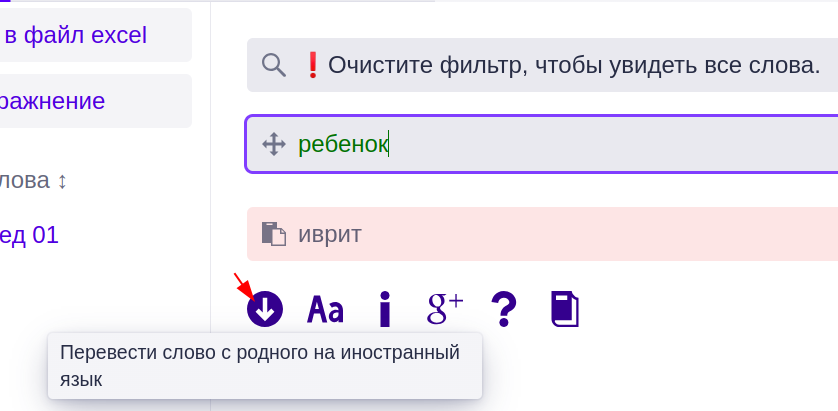 в файл excel
❗ Очистите фильтр, чтобы увидеть все слова.
ражнение
ребенок
лова ↕
ед 01
иврит
Aa i g+ ?
Перевести слово с родного на иностранный
язык